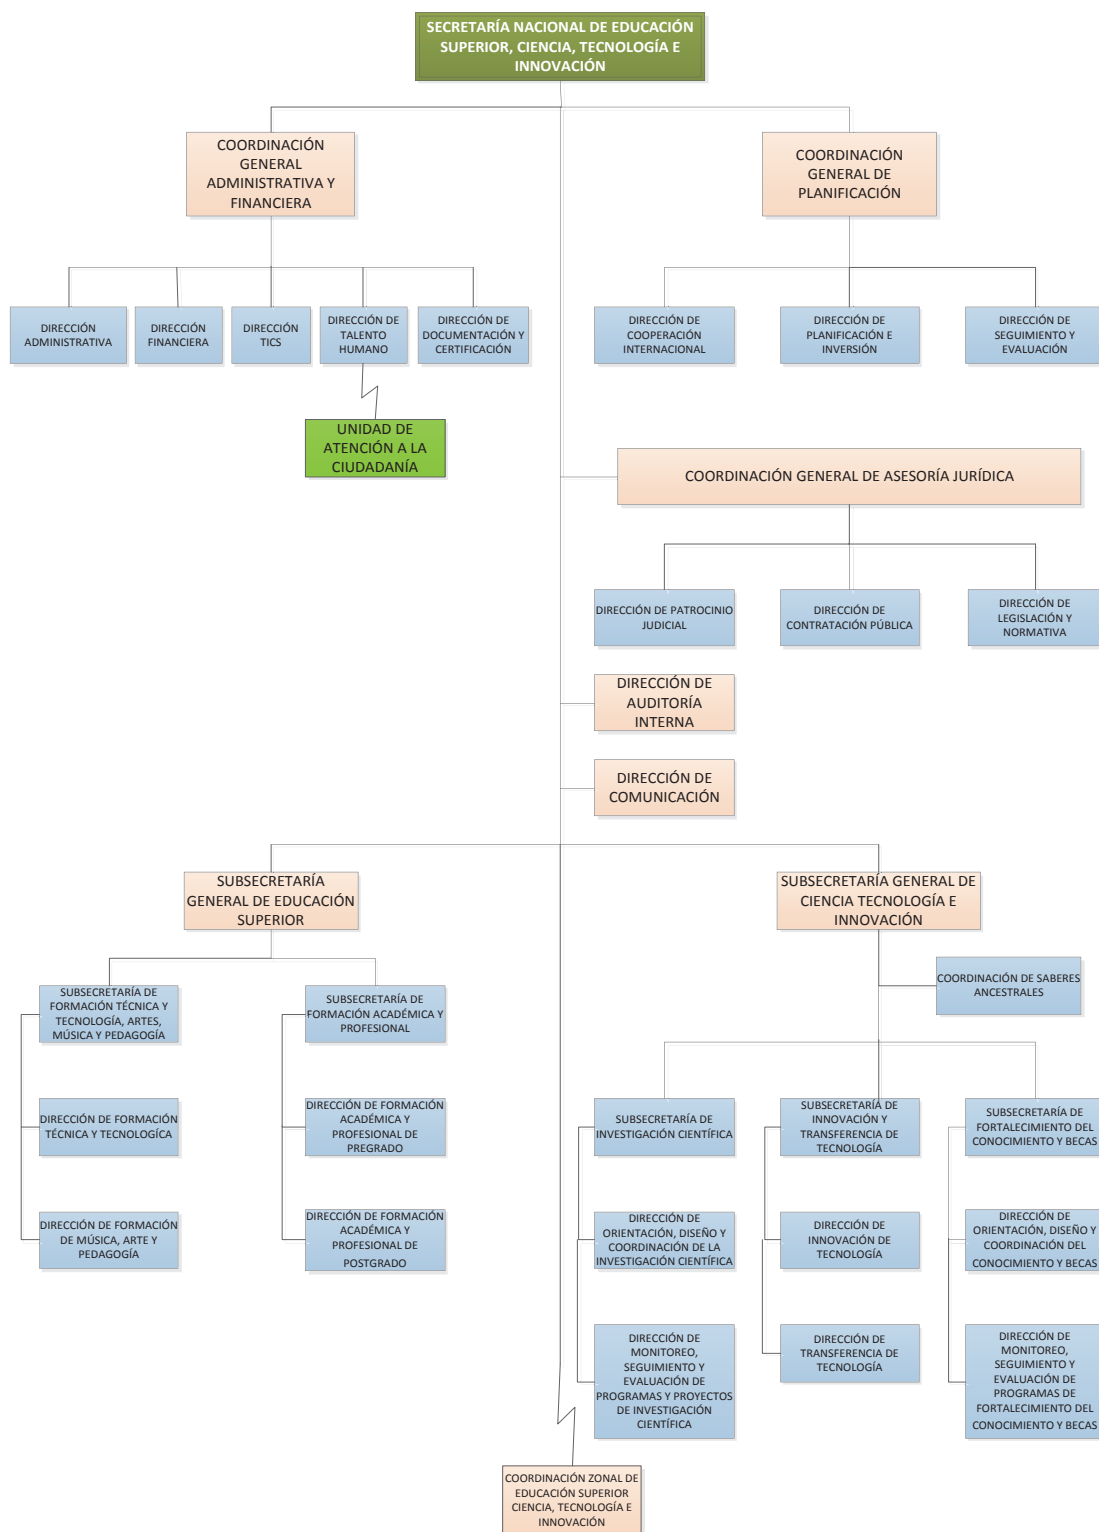 SECRETARÍA NACIONAL DE EDUCACIÓN
SUPERIOR, CIENCIA, TECNOLOGÍA E
INNOVACIÓN
COORDINACIÓN
GENERAL
ADMINISTRATIVA Y
FINANCIERA
COORDINACIÓN
GENERAL DE
PLANIFICACIÓN
DIRECCIÓN
ADMINISTRATIVA
DIRECCIÓN
FINANCIERA
DIRECCIÓN
TICS
DIRECCIÓN DE
TALENTO
HUMANO
DIRECCIÓN DE
DOCUMENTACIÓN Y
CERTIFICACIÓN
DIRECCIÓN DE
COOPERACIÓN
INTERNACIONAL
DIRECCIÓN DE
PLANIFICACIÓN E
INVERSIÓN
DIRECCIÓN DE
SEGUIMIENTO Y
EVALUACIÓN
UNIDAD DE
ATENCIÓN A LA
CIUDADANÍA
COORDINACIÓN GENERAL DE ASESORÍA JURÍDICA
DIRECCIÓN DE PATROCINIO
JUDICIAL
DIRECCIÓN DE
CONTRATACIÓN PÚBLICA
DIRECCIÓN DE
LEGISLACIÓN Y
NORMATIVA
DIRECCIÓN DE
AUDITORÍA
INTERNA
DIRECCIÓN DE
COMUNICACIÓN
SUBSECRETARÍA
GENERAL DE EDUCACIÓN
SUPERIOR
SUBSECRETARÍA GENERAL DE
CIENCIA TECNOLOGÍA E
INNOVACIÓN
COORDINACIÓN DE SABERES
ANCESTRALES
SUBSECRETARÍA DE
FORMACIÓN TÉCNICA Y
TECNOLOGÍA, ARTES,
MÚSICA Y PEDAGOGÍA
SUBSECRETARÍA DE
FORMACIÓN ACADÉMICA Y
PROFESIONAL
DIRECCIÓN DE FORMACIÓN
TÉCNICA Y TECNOLOGÍCA
DIRECCIÓN DE FORMACIÓN
ACADÉMICA Y
PROFESIONAL DE
PREGRADO
SUBSECRETARÍA DE
INVESTIGACIÓN CIENTÍFICA
SUBSECRETARÍA DE
INNOVACIÓN Y
TRANSFERENCIA DE
TECNOLOGÍA
SUBSECRETARÍA DE
FORTALECIMIENTO DEL
CONOCIMIENTO Y BECAS
DIRECCIÓN DE FORMACIÓN
DE MÚSICA, ARTE Y
PEDAGOGÍA
DIRECCIÓN DE FORMACIÓN
ACADÉMICA Y
PROFESIONAL DE
POSTGRADO
DIRECCIÓN DE
ORIENTACIÓN, DISEÑO Y
COORDINACIÓN DE LA
INVESTIGACIÓN CIENTÍFICA
DIRECCIÓN DE
INNOVACIÓN DE
TECNOLOGÍA
DIRECCIÓN DE
ORIENTACIÓN, DISEÑO Y
COORDINACIÓN DEL
CONOCIMIENTO Y BECAS
DIRECCIÓN DE
MONITOREO,
SEGUIMIENTO Y
EVALUACIÓN DE
PROGRAMAS Y PROYECTOS
DE INVESTIGACIÓN
CIENTÍFICA
DIRECCIÓN DE
TRANSFERENCIA DE
TECNOLOGÍA
DIRECCIÓN DE
MONITOREO,
SEGUIMIENTO Y
EVALUACIÓN DE
PROGRAMAS DE
FORTALECIMIENTO DEL
CONOCIMIENTO Y BECAS
COORDINACIÓN ZONAL DE
EDUCACIÓN SUPERIOR
CIENCIA, TECNOLOGÍA E
INNOVACIÓN